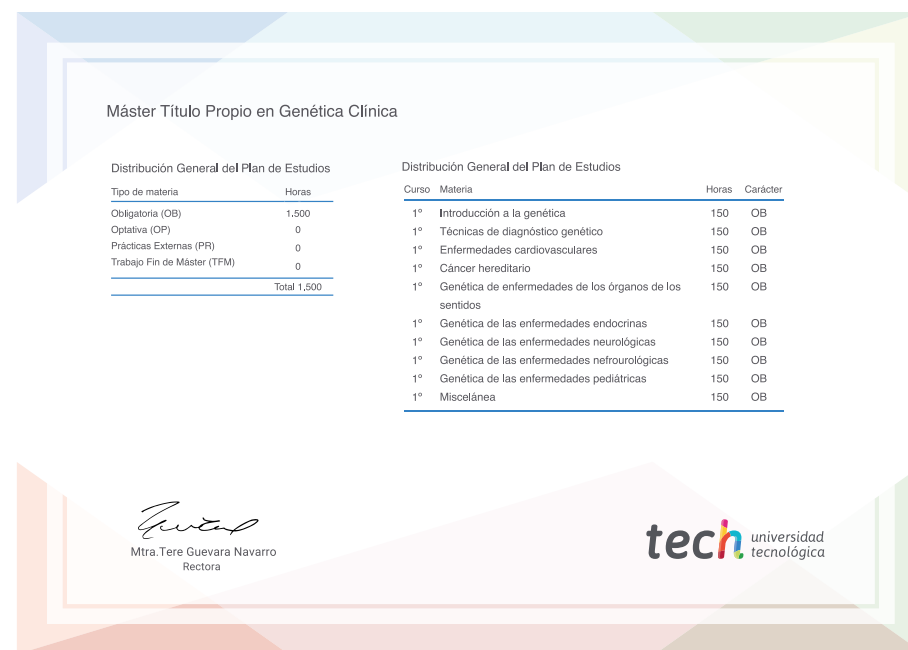 Máster Título Propio en Genética Clínica
Distribución General del Plan de Estudios
Tipo de materia Horas
Obligatoria (OB) 1.500
Optativa (OP) 0
Prácticas Externas (PR) 0
Trabajo Fin de Máster (TFM) 0
Total 1.500
Distribución General del Plan de Estudios
Curso Materia Horas Carácter
1º Introducción a la genética 150 OB
1º Técnicas de diagnóstico genético 150 OB
1º Enfermedades cardiovasculares 150 OB
1º Cáncer hereditario 150 OB
1º Genética de enfermedades de los órganos de los 150 OB
sentidos
1º Genética de las enfermedades endocrinas 150 OB
1º Genética de las enfermedades neurológicas 150 OB
1º Genética de las enfermedades nefrourológicas 150 OB
1º Genética de las enfermedades pediátricas 150 OB
1º Miscelánea 150 OB
Mtra.Tere Guevara Navarro
Rectora
tech universidad
tecnológica